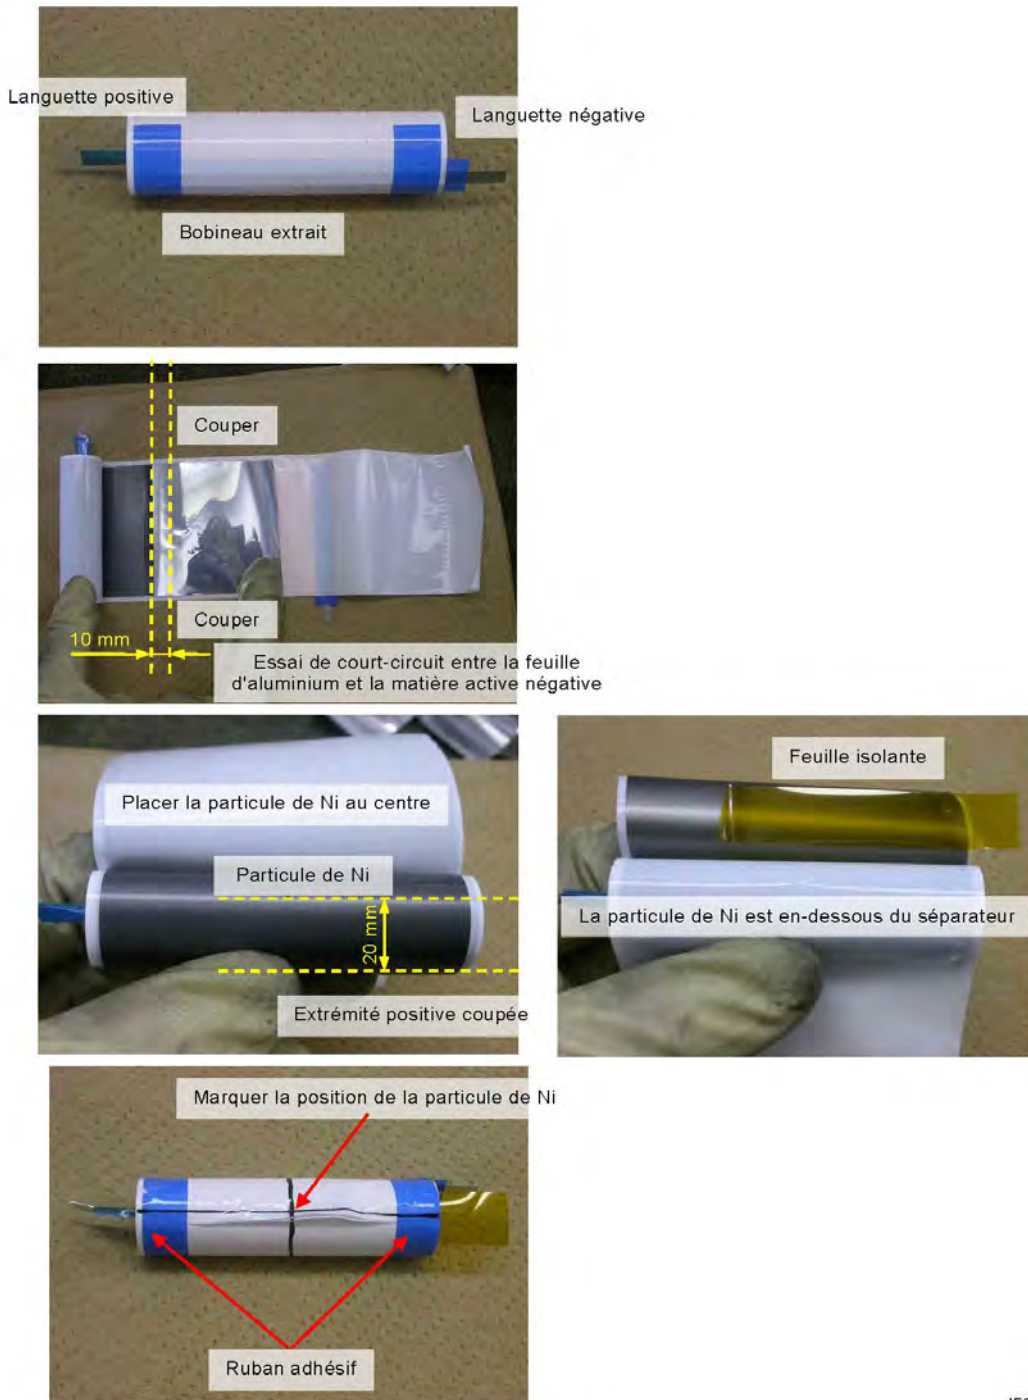 Languette positive
Languette négative
Bobineau extrait
Couper
Couper
10 mm
Essai de court-circuit entre la feuille
d'aluminium et la matière active négative
Placer la particule de Ni au centre
Particule de Ni
20 mm
Extrémité positive coupée
Feuille isolante
La particule de Ni est en-dessous du séparateur
Marquer la position de la particule de Ni
Ruban adhésif